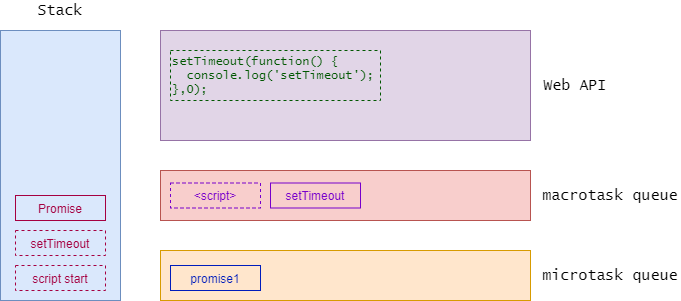 Stack
setTimeout(function() {
  console.log('setTimeout');
},0);
Web API
<script>
setTimeout
macrotask queue
Promise
setTimeout
script start
promise1
microtask queue